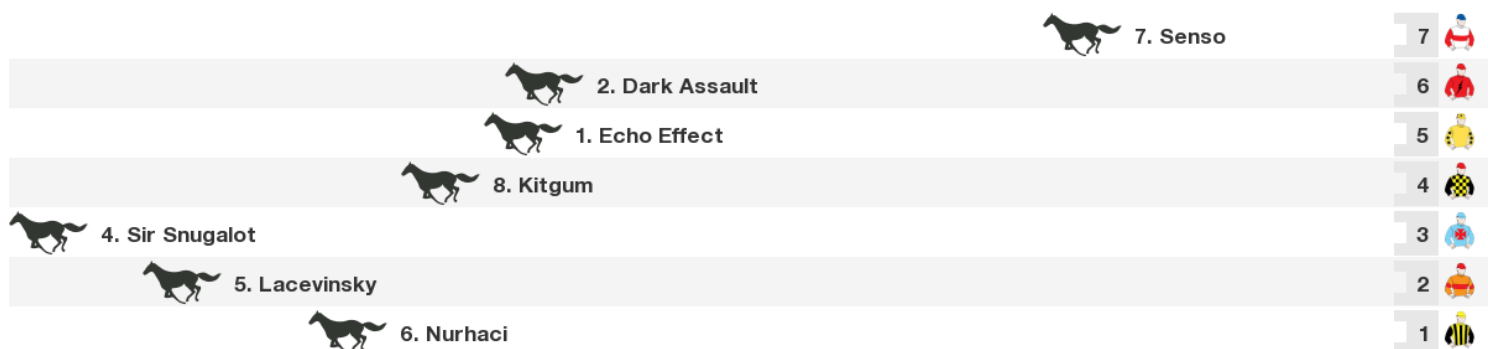 7. Senso 7
2. Dark Assault 6
1. Echo Effect 5
8. Kitgum 4
4. Sir Snugalot 3
5. Lacevinsky 2
6. Nurhaci 1